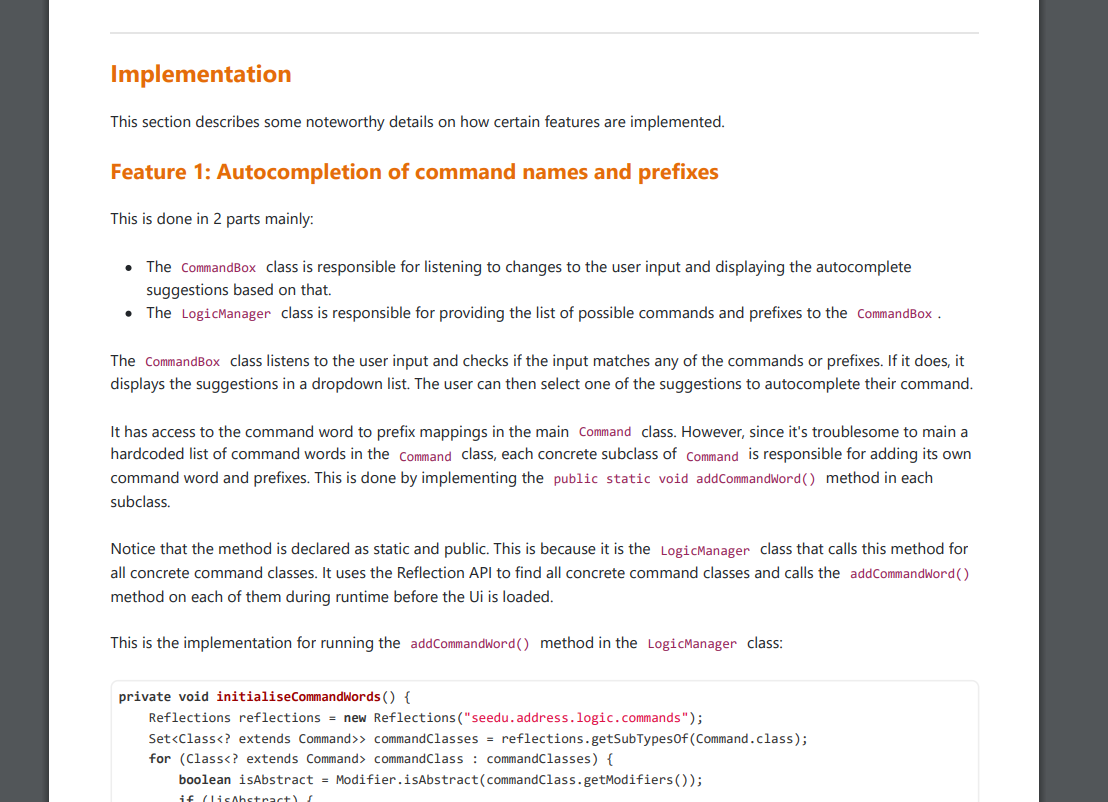 Implementation
This section describes some noteworthy details on how certain features are implemented.
Feature 1: Autocompletion of command names and prefixes
This is done in 2 parts mainly:
• The CommandBox class is responsible for listening to changes to the user input and displaying the autocomplete
suggestions based on that.
• The LogicManager class is responsible for providing the list of possible commands and prefixes to the CommandBox .
The CommandBox class listens to the user input and checks if the input matches any of the commands or prefixes. If it does, it
displays the suggestions in a dropdown list. The user can then select one of the suggestions to autocomplete their command.
It has access to the command word to prefix mappings in the main Command class. However, since it's troublesome to main a
hardcoded list of command words in the Command class, each concrete subclass of Command is responsible for adding its own
command word and prefixes. This is done by implementing the public static void addCommandWord() method in each
subclass.
Notice that the method is declared as static and public. This is because it is the LogicManager class that calls this method for
all concrete command classes. It uses the Reflection API to find all concrete command classes and calls the addCommandWord()
method on each of them during runtime before the Ui is loaded.
This is the implementation for running the addCommandWord() method in the LogicManager class:
private void initialiseCommandWords() {
    Reflections reflections = new Reflections("seedu.address.logic.commands");
    Set<Class<? extends Command>> commandClasses = reflections.getSubTypesOf(Command.class);
    for (Class<? extends Command> commandClass : commandClasses) {
        boolean isAbstract = Modifier.isAbstract(commandClass.getModifiers());
        if (!isAbstract) {